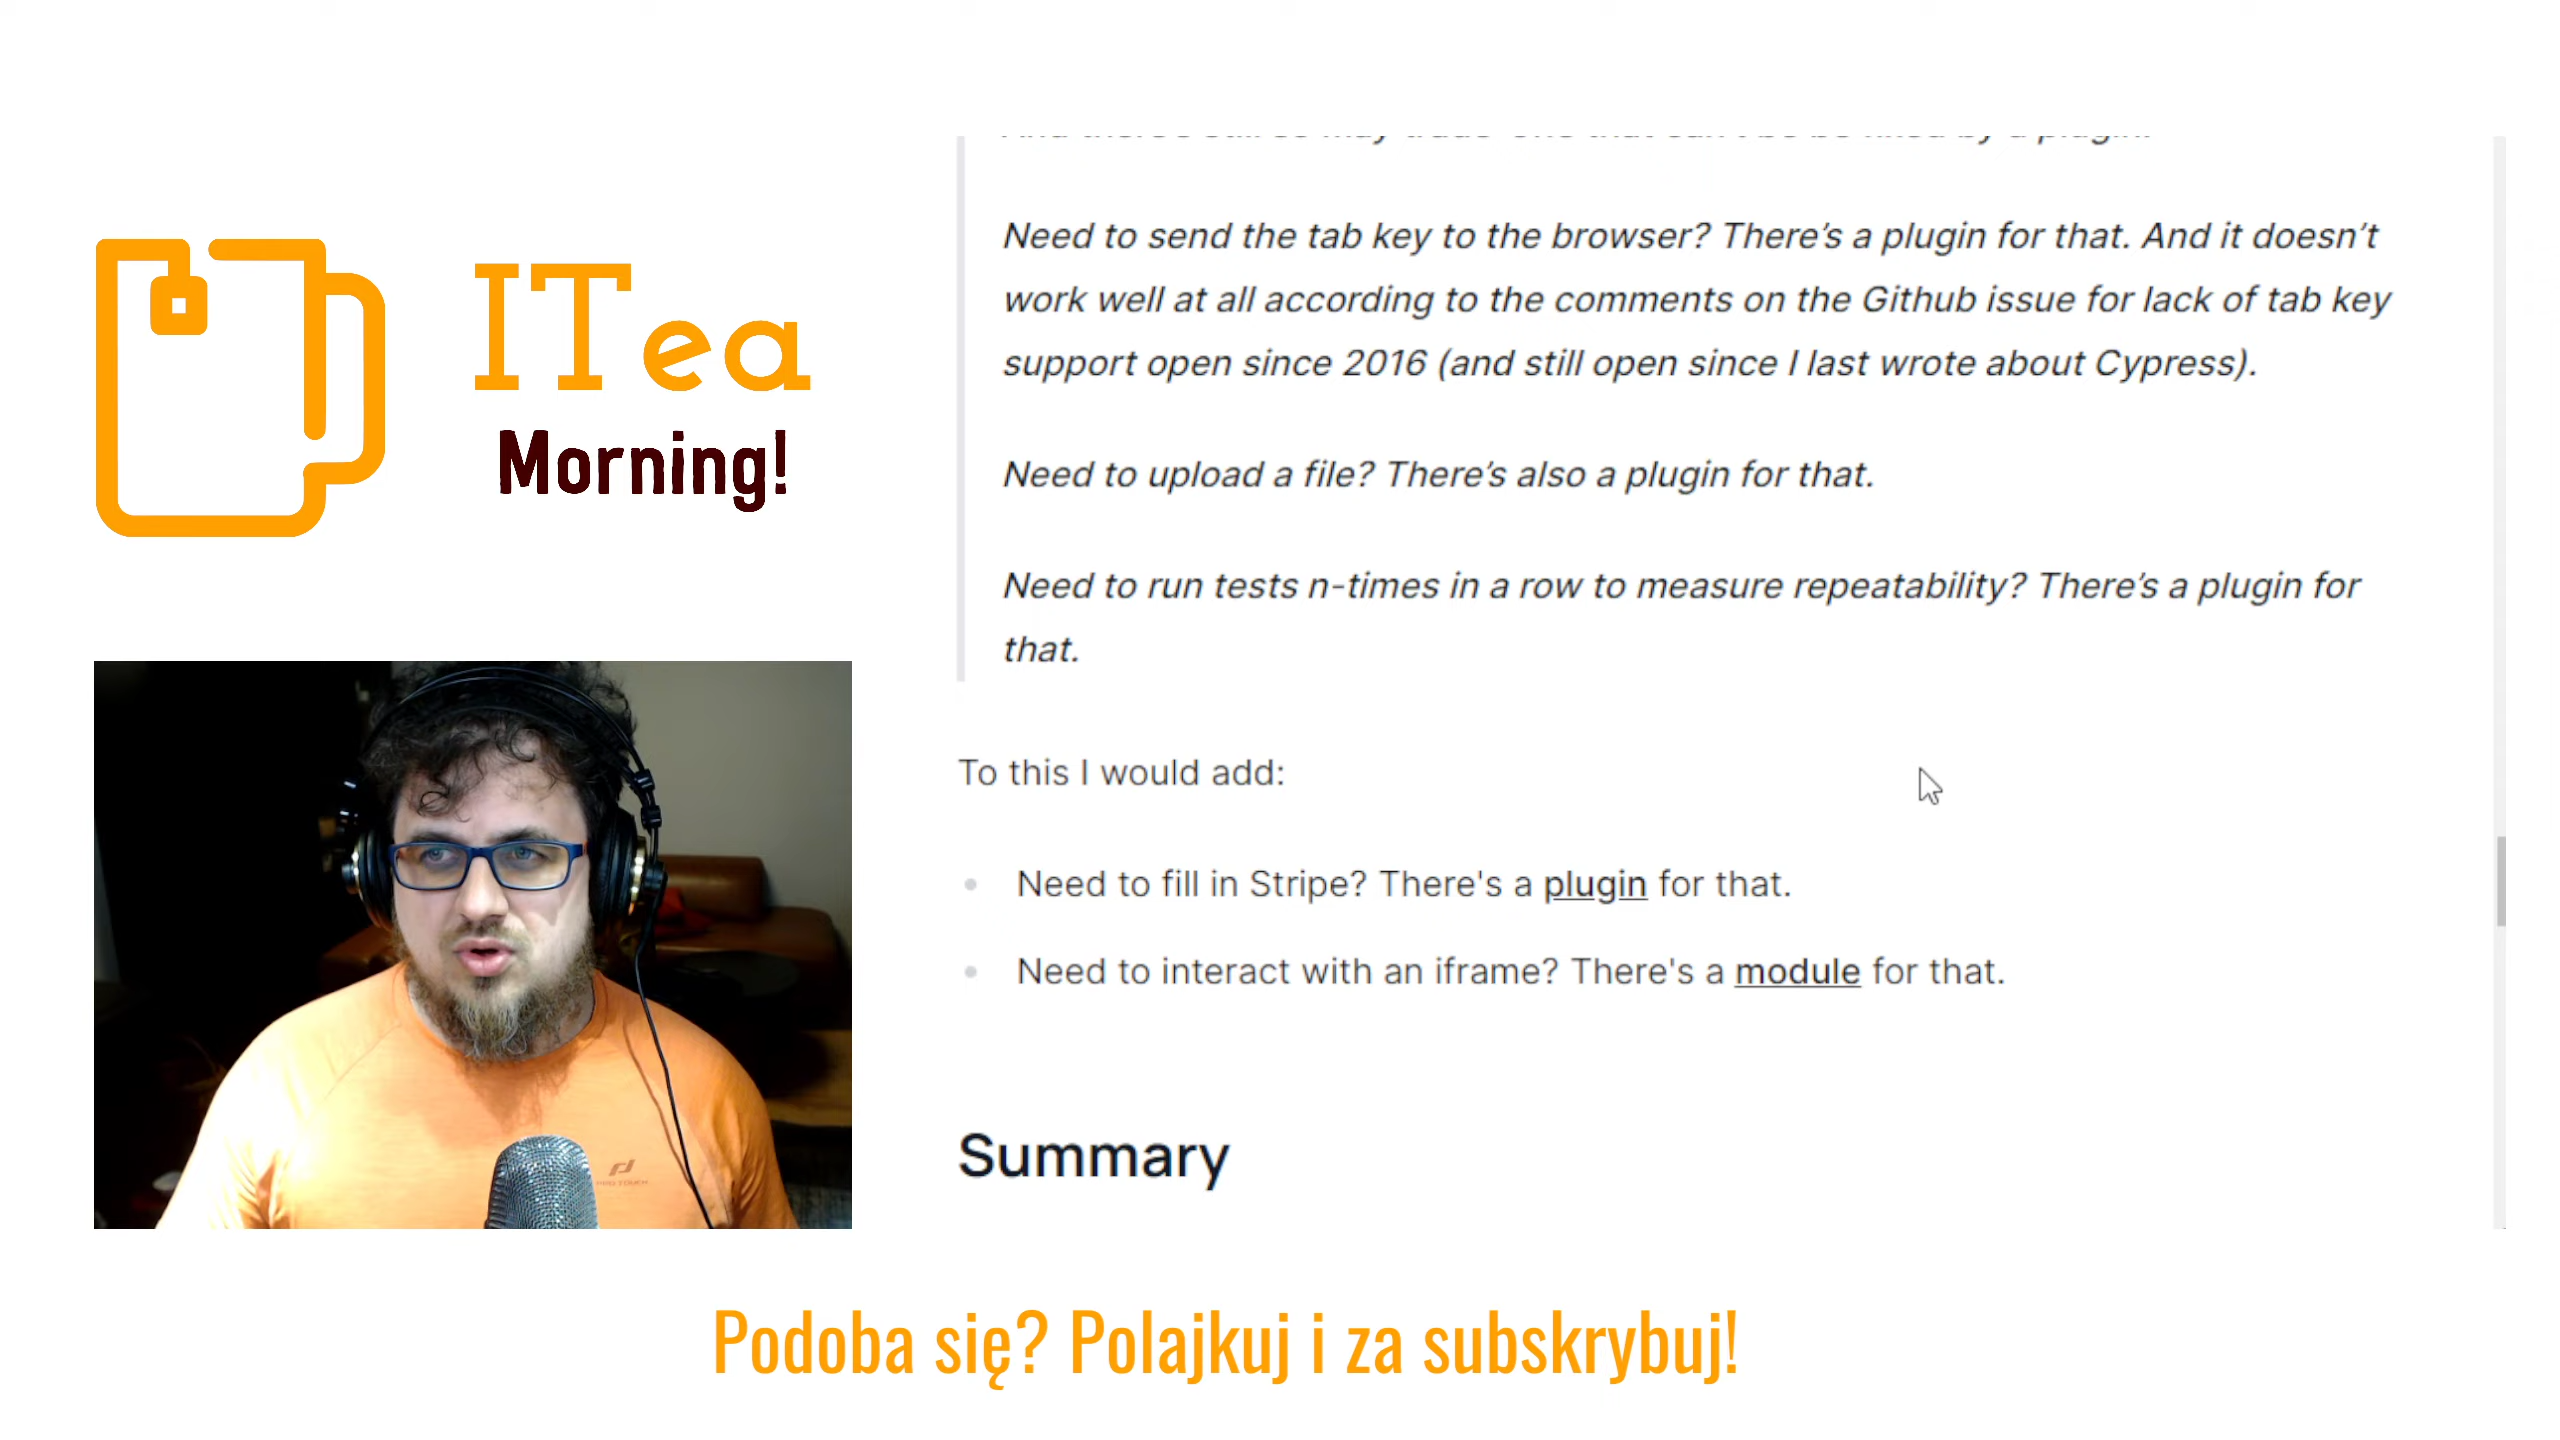 ITea
Morning!
Need to send the tab key to the browser? There's a plugin for that. And it doesn't
work well at all according to the comments on the Github issue for lack of tab key
support open since 2016 (and still open since I last wrote about Cypress).
Need to upload a file? There's also a plugin for that.
Need to run tests n-times in a row to measure repeatability? There's a plugin for
that.
To this I would add:
Need to fill in Stripe? There's a plugin for that.
Need to interact with an iframe? There's a module for that.
Summary
Podoba się? Polajkuj i za subskrybuj!